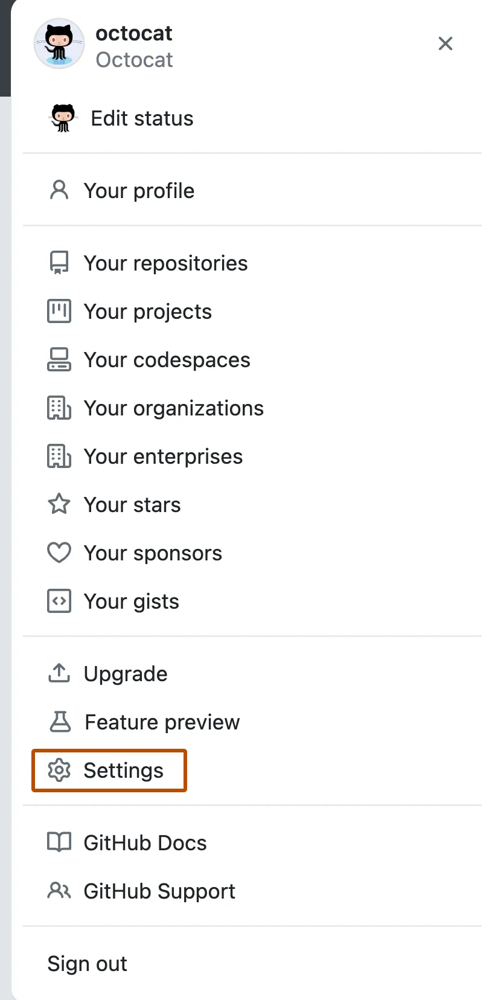 octocat
Octocat
Edit status
Your profile
Your repositories
Your projects
Your codespaces
Your organizations
Your enterprises
Your stars
Your sponsors
Your gists
Upgrade
Feature preview
Settings
GitHub Docs
GitHub Support
Sign out